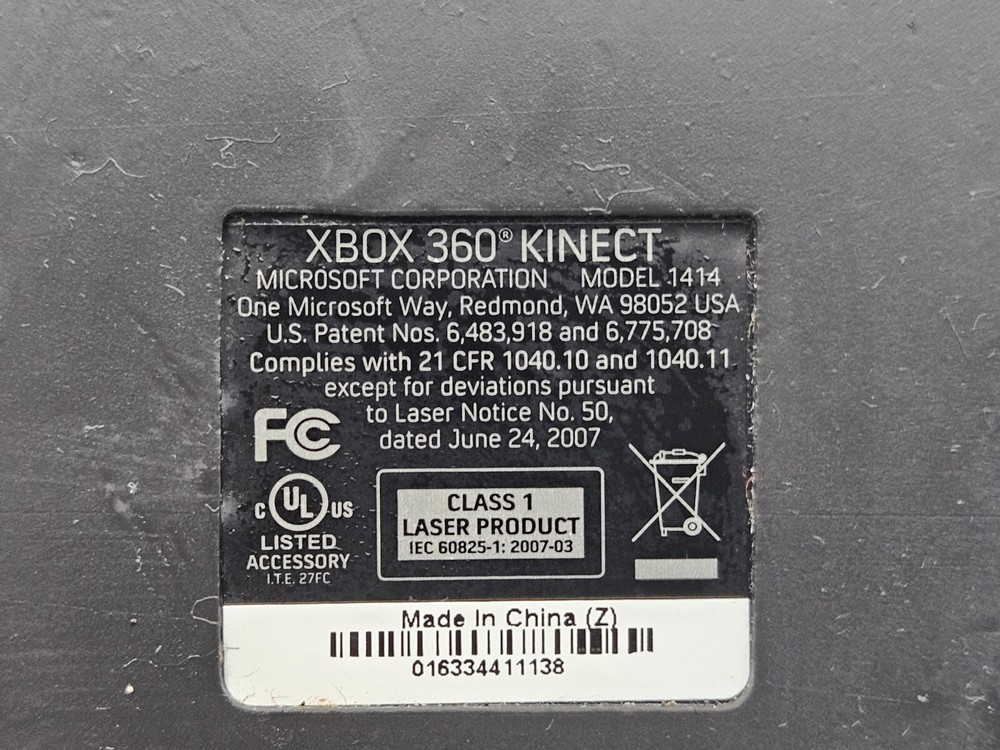 XBOX 360® KINECT
MICROSOFT CORPORATION MODEL 1414
One Microsoft Way, Redmond, WA 98052 USA
U.S. Patent Nos. 6,483,918 and 6,775,708
Complies with 21 CFR 1040.10 and 1040.11
except for deviations pursuant
to Laser Notice No. 50,
dated June 24, 2007
FC
C UL US
LISTED
ACCESSORY
I.T.E. 27FC
CLASS 1
LASER PRODUCT
IEC 60825-1: 2007-03
Made In China (Z)
016334411138